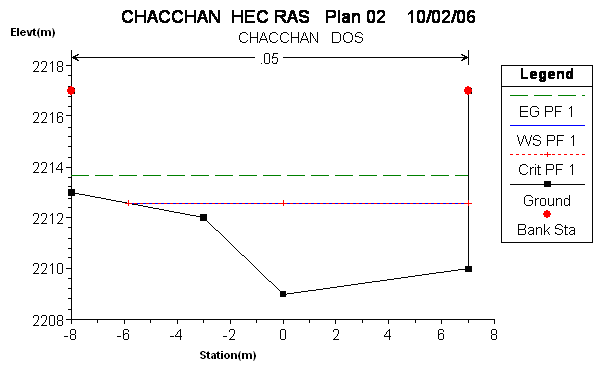 CHACCHAN HEC RAS Plan 02 10/02/06
CHACCHAN DOS
Elevt(m)
.05
2218
2216
2214
2212
2210
2208
-8 -6 -4 -2 0 2 4 6 8
Station(m)
Legend
EG PF 1
WS PF 1
Crit PF 1
Ground
Bank Sta